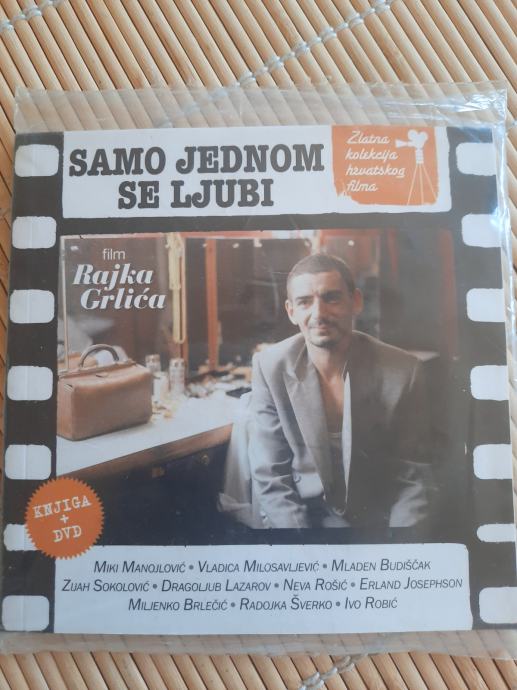 SAMO JEDNOM
SE LJUBI
Zlatna
kolekcija
hrvatskog
filma
film
Rajka
Grlića
KNJIGA
+
DVD
MIKI MANOJLOVIĆ • VLADICA MILOSAVLJEVIĆ • MLADEN BUDIŠČAK
ZIJAH SOKOLOVIĆ • DRAGOLJUB LAZAROV • NEVA ROŠIĆ • ERLAND JOSEPHSON
MILJENKO BRLEČIĆ • RADOJKA ŠVERKO • IVO ROBIĆ